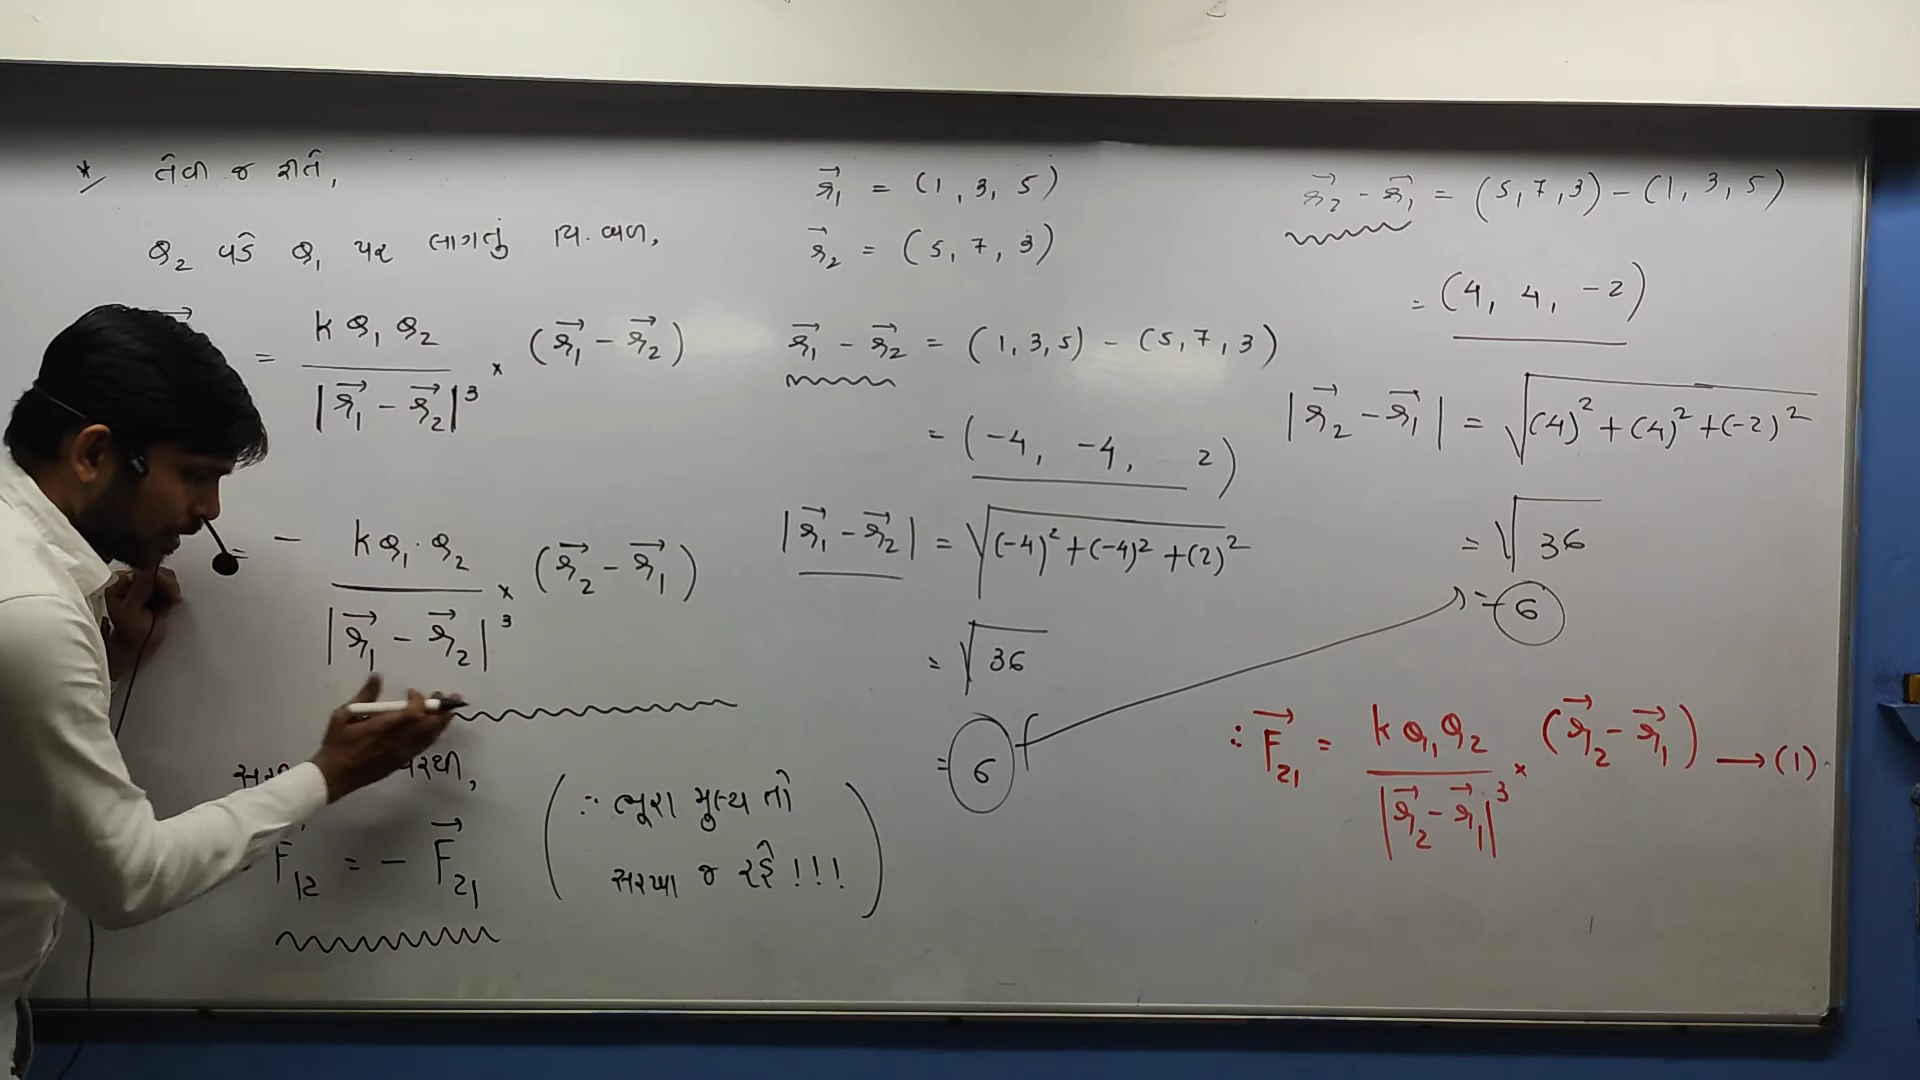 * તેવી જ રીતે,
Q₂ વડે Q₁ પર લાગતું વિ.બળ,
= kQ₁Q₂ / |r⃗₁ - r⃗₂|³ × (r⃗₁ - r⃗₂)
= - kQ₁·Q₂ / |r⃗₁ - r⃗₂|³ × (r⃗₂ - r⃗₁)
F₁₂ = - F⃗₂₁
(∵ ભૂરા મુલ્ય તો
સરખા જ રહે !!!)
r⃗₁ = (1, 3, 5)
r⃗₂ = (5, 7, 3)
r⃗₁ - r⃗₂ = (1, 3, 5) - (5, 7, 3)
= (-4, -4, 2)
|r⃗₁ - r⃗₂| = √((-4)² + (-4)² + (2)²)
= √36
= 6
r⃗₂ - r⃗₁ = (5, 7, 3) - (1, 3, 5)
= (4, 4, -2)
|r⃗₂ - r⃗₁| = √((4)² + (4)² + (-2)²)
= √36
= 6
∴ F⃗₂₁ = kQ₁Q₂ / |r⃗₂ - r⃗₁|³ × (r⃗₂ - r⃗₁) → (1)